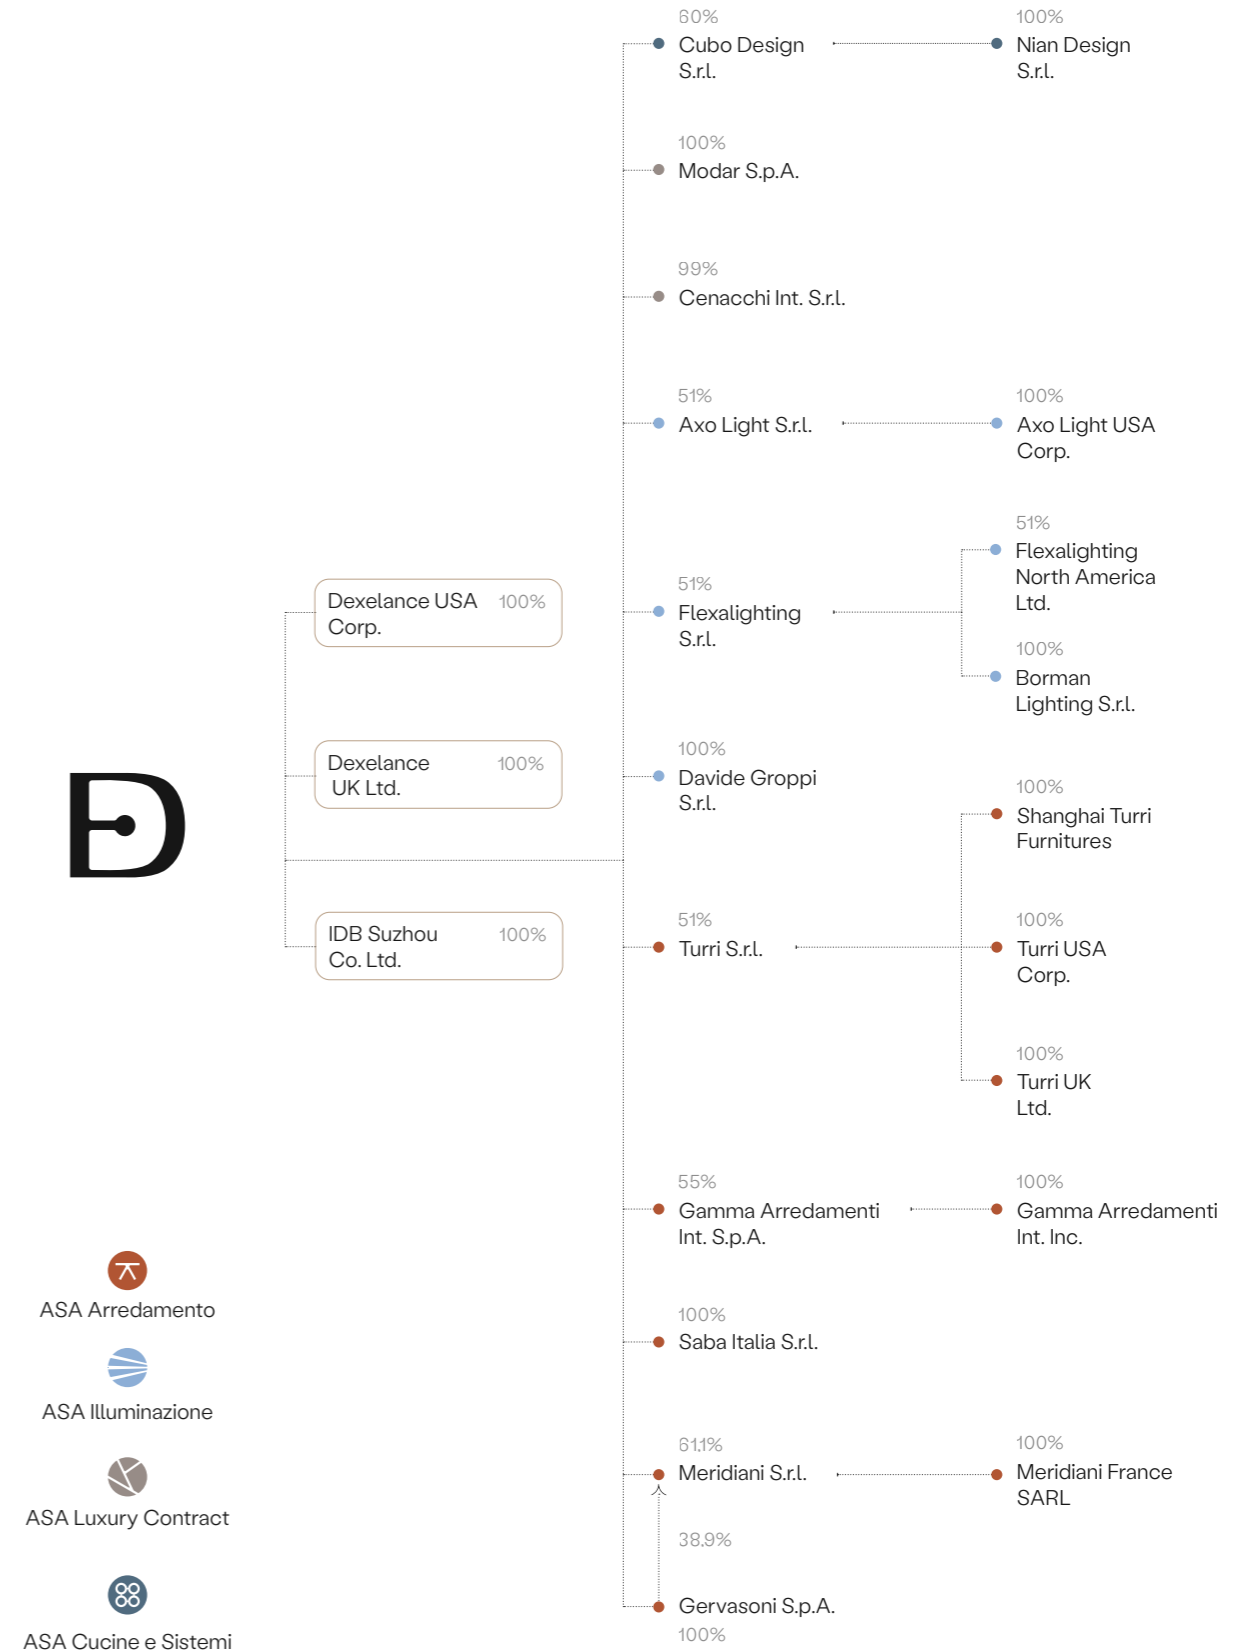 60%
Cubo Design
S.r.l.
100%
Nian Design
S.r.l.
100%
Modar S.p.A.
99%
Cenacchi Int. S.r.l.
51%
Axo Light S.r.l.
100%
Axo Light USA
Corp.
51%
Flexalighting
S.r.l.
51%
Flexalighting
North America
Ltd.
100%
Borman
Lighting S.r.l.
Dexelance USA 100%
Corp.
Dexelance 100%
UK Ltd.
IDB Suzhou 100%
Co. Ltd.
100%
Davide Groppi
S.r.l.
51%
Turri S.r.l.
100%
Shanghai Turri
Furnitures
100%
Turri USA
Corp.
100%
Turri UK
Ltd.
55%
Gamma Arredamenti
Int. S.p.A.
100%
Gamma Arredamenti
Int. Inc.
100%
Saba Italia S.r.l.
61,1%
Meridiani S.r.l.
100%
Meridiani France
SARL
38,9%
Gervasoni S.p.A.
100%
ASA Arredamento
ASA Illuminazione
ASA Luxury Contract
ASA Cucine e Sistemi